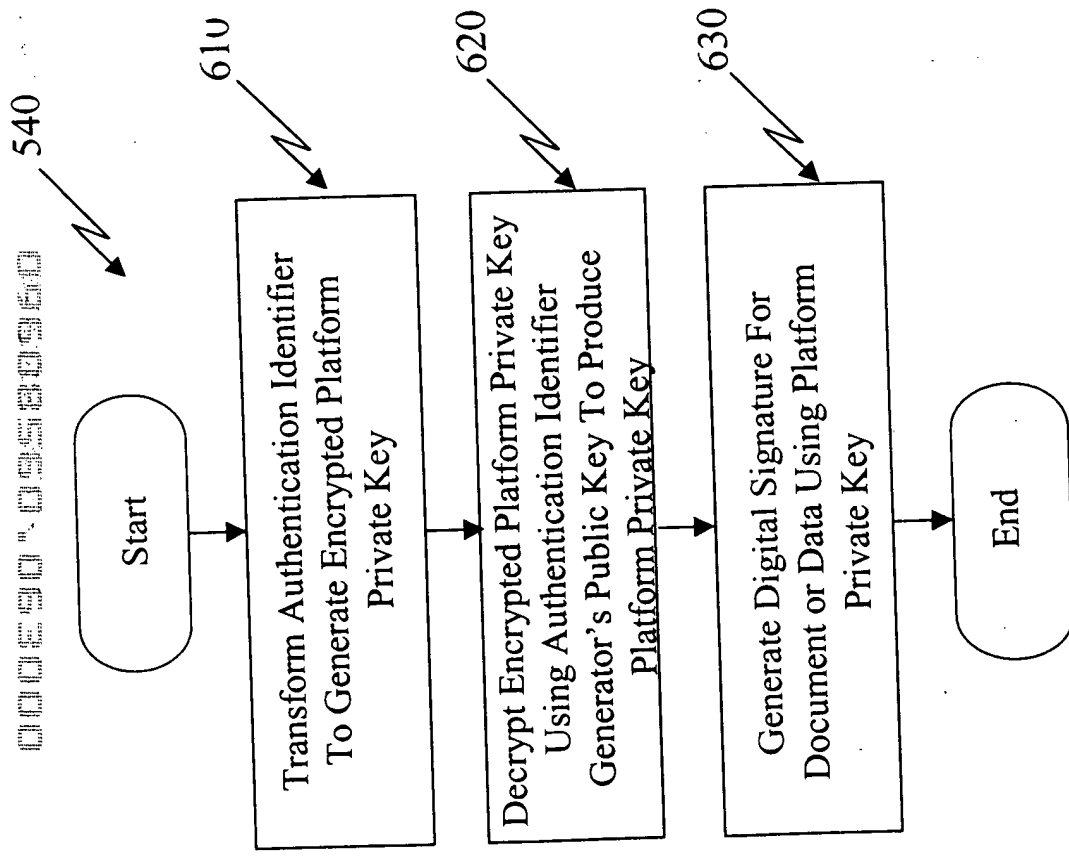 540
Start
Transform Authentication Identifier
To Generate Encrypted Platform
Private Key
610
Decrypt Encrypted Platform Private Key
Using Authentication Identifier
Generator's Public Key To Produce
Platform Private Key
620
Generate Digital Signature For
Document or Data Using Platform
Private Key
630
End